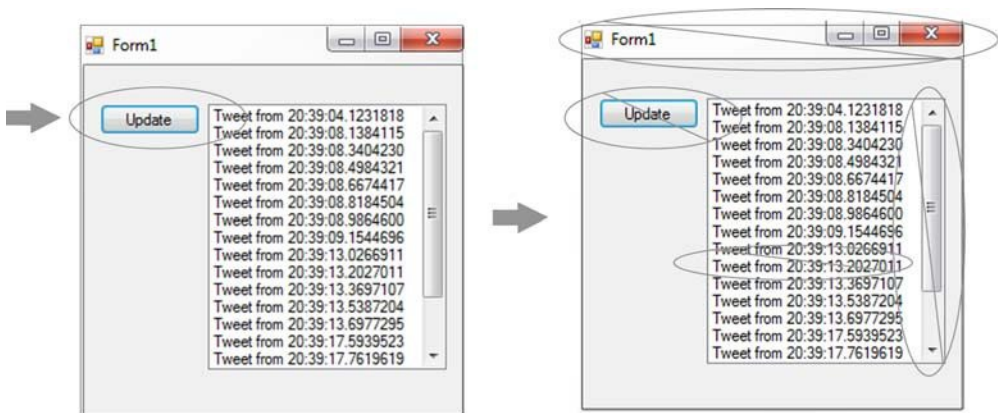 Form1
Update
Tweet from 20:39:04.1231818
Tweet from 20:39:08.1384115
Tweet from 20:39:08.3404230
Tweet from 20:39:08.4984321
Tweet from 20:39:08.6674417
Tweet from 20:39:08.8184504
Tweet from 20:39:08.9864600
Tweet from 20:39:09.1544696
Tweet from 20:39:13.0266911
Tweet from 20:39:13.2027011
Tweet from 20:39:13.3697107
Tweet from 20:39:13.5387204
Tweet from 20:39:13.6977295
Tweet from 20:39:17.5939523
Tweet from 20:39:17.7619619
Form1
Update
Tweet from 20:39:04.1231818
Tweet from 20:39:08.1384115
Tweet from 20:39:08.3404230
Tweet from 20:39:08.4984321
Tweet from 20:39:08.6674417
Tweet from 20:39:08.8184504
Tweet from 20:39:08.9864600
Tweet from 20:39:09.1544696
Tweet from 20:39:13.0266911
Tweet from 20:39:13.2027011
Tweet from 20:39:13.3697107
Tweet from 20:39:13.5387204
Tweet from 20:39:13.6977295
Tweet from 20:39:17.5939523
Tweet from 20:39:17.7619619